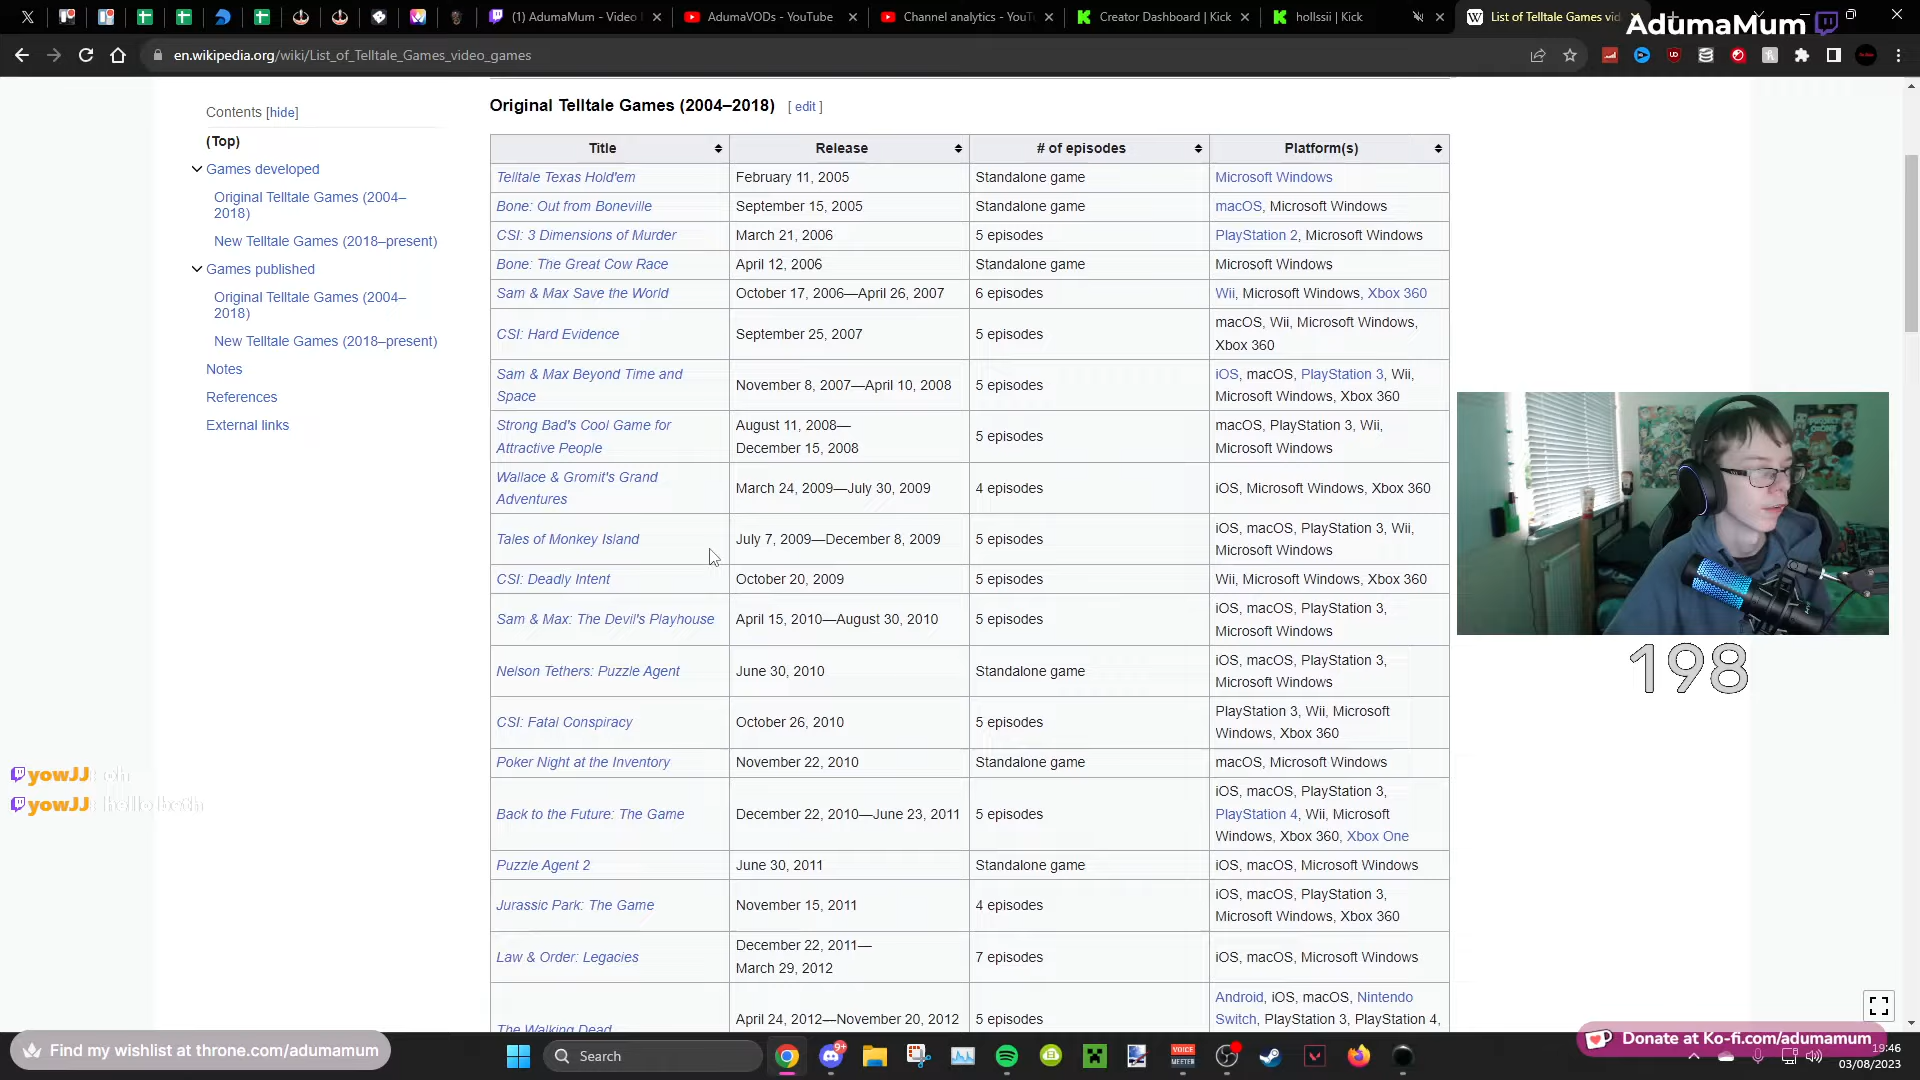 (1) AdumaMum - Video
AdumaVODs - YouTube
Channel analytics - YouT
Creator Dashboard | Kick
hollssii | Kick
List of Telltale Games vid
AdumaMum
en.wikipedia.org/wiki/List_of_Telltale_Games_video_games
Contents [hide]
(Top)
Games developed
Original Telltale Games (2004–
2018)
New Telltale Games (2018–present)
Games published
Original Telltale Games (2004–
2018)
New Telltale Games (2018–present)
Notes
References
External links
Original Telltale Games (2004–2018) [ edit ]
Title Release # of episodes Platform(s)
Telltale Texas Hold'em February 11, 2005 Standalone game Microsoft Windows
Bone: Out from Boneville September 15, 2005 Standalone game macOS, Microsoft Windows
CSI: 3 Dimensions of Murder March 21, 2006 5 episodes PlayStation 2, Microsoft Windows
Bone: The Great Cow Race April 12, 2006 Standalone game Microsoft Windows
Sam & Max Save the World October 17, 2006—April 26, 2007 6 episodes Wii, Microsoft Windows, Xbox 360
CSI: Hard Evidence September 25, 2007 5 episodes macOS, Wii, Microsoft Windows,
Xbox 360
Sam & Max Beyond Time and
Space November 8, 2007—April 10, 2008 5 episodes iOS, macOS, PlayStation 3, Wii,
Microsoft Windows, Xbox 360
Strong Bad's Cool Game for
Attractive People August 11, 2008—
December 15, 2008 5 episodes macOS, PlayStation 3, Wii,
Microsoft Windows
Wallace & Gromit's Grand
Adventures March 24, 2009—July 30, 2009 4 episodes iOS, Microsoft Windows, Xbox 360
Tales of Monkey Island July 7, 2009—December 8, 2009 5 episodes iOS, macOS, PlayStation 3, Wii,
Microsoft Windows
CSI: Deadly Intent October 20, 2009 5 episodes Wii, Microsoft Windows, Xbox 360
Sam & Max: The Devil's Playhouse April 15, 2010—August 30, 2010 5 episodes iOS, macOS, PlayStation 3,
Microsoft Windows
Nelson Tethers: Puzzle Agent June 30, 2010 Standalone game iOS, macOS, PlayStation 3,
Microsoft Windows
CSI: Fatal Conspiracy October 26, 2010 5 episodes PlayStation 3, Wii, Microsoft
Windows, Xbox 360
Poker Night at the Inventory November 22, 2010 Standalone game macOS, Microsoft Windows
Back to the Future: The Game December 22, 2010—June 23, 2011 5 episodes iOS, macOS, PlayStation 3,
PlayStation 4, Wii, Microsoft
Windows, Xbox 360, Xbox One
Puzzle Agent 2 June 30, 2011 Standalone game iOS, macOS, Microsoft Windows
Jurassic Park: The Game November 15, 2011 4 episodes iOS, macOS, PlayStation 3,
Microsoft Windows, Xbox 360
Law & Order: Legacies December 22, 2011—
March 29, 2012 7 episodes iOS, macOS, Microsoft Windows
The Walking Dead April 24, 2012—November 20, 2012 5 episodes Android, iOS, macOS, Nintendo
Switch, PlayStation 3, PlayStation 4,
198
yowJJ: oh
yowJJ: hello both
Find my wishlist at throne.com/adumamum
Search
9+
VOICE
MEETER
Donate at Ko-fi.com/adumamum
19:46
03/08/2023